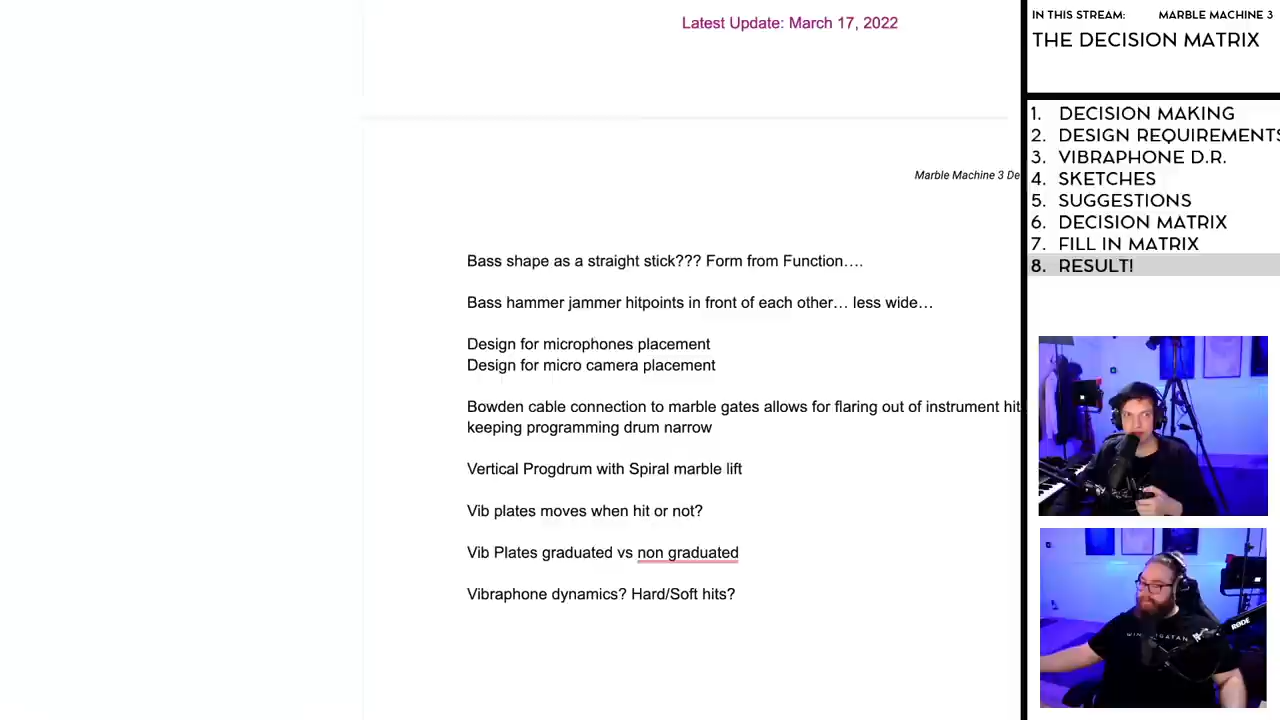 Latest Update: March 17, 2022
Marble Machine 3 De
Bass shape as a straight stick??? Form from Function....
Bass hammer jammer hitpoints in front of each other... less wide...
Design for microphones placement
Design for micro camera placement
Bowden cable connection to marble gates allows for flaring out of instrument hit
keeping programming drum narrow
Vertical Progdrum with Spiral marble lift
Vib plates moves when hit or not?
Vib Plates graduated vs non graduated
Vibraphone dynamics? Hard/Soft hits?
IN THIS STREAM: MARBLE MACHINE 3
THE DECISION MATRIX
1. DECISION MAKING
2. DESIGN REQUIREMENTS
3. VIBRAPHONE D.R.
4. SKETCHES
5. SUGGESTIONS
6. DECISION MATRIX
7. FILL IN MATRIX
8. RESULT!
RODE